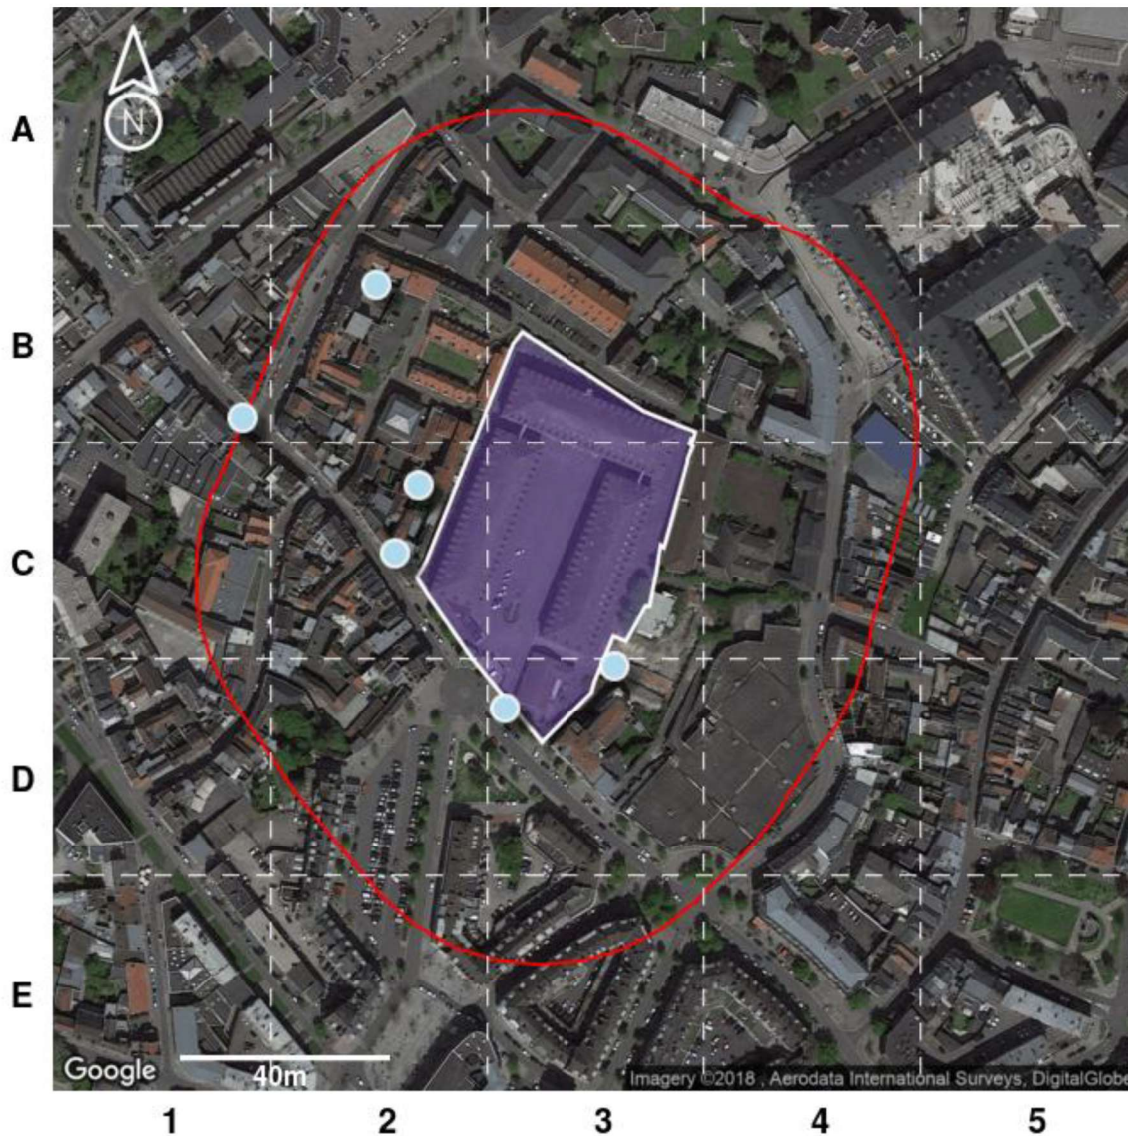 N
A
B
C
D
E
Google
40m
Imagery ©2018 , Aerodata International Surveys, DigitalGlobe
1 2 3 4 5